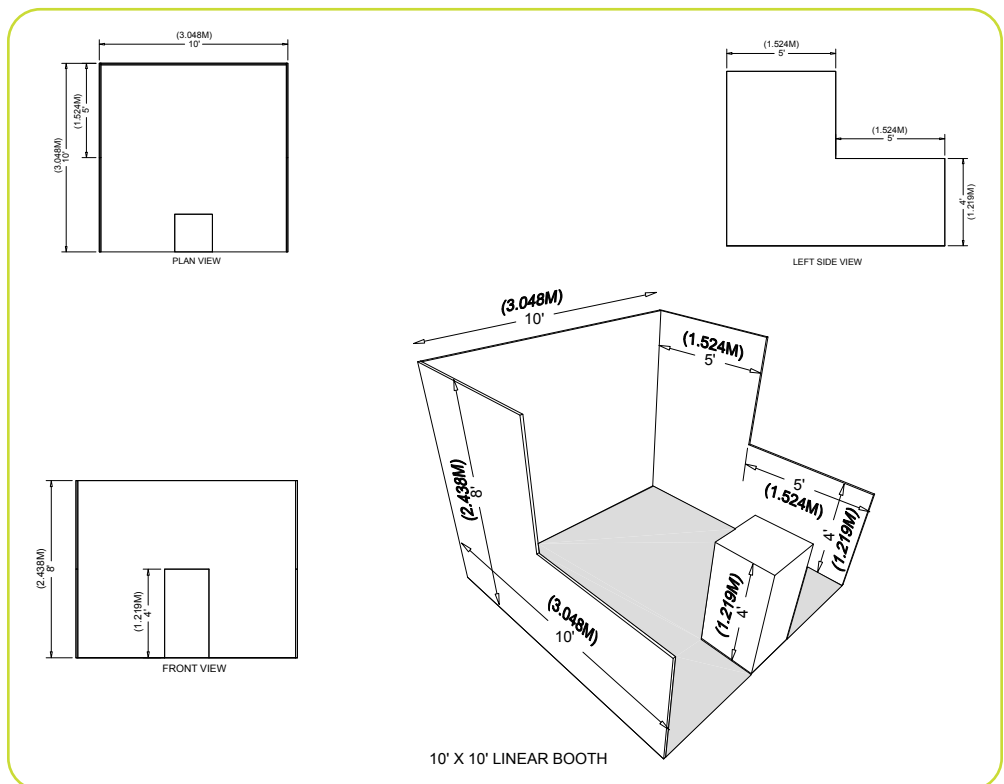 (3.048M)
10'
(1.524M)
5'
(3.048M)
10'
PLAN VIEW
(1.524M)
5'
(1.524M)
5'
4'
(1.219M)
LEFT SIDE VIEW
(3.048M)
10'
(1.524M)
5'
(2.438M)
8'
5'
(1.524M)
4'
(1.219M)
(1.219M)
4'
(3.048M)
10'
(2.438M)
8'
(1.219M)
4'
FRONT VIEW
10' X 10' LINEAR BOOTH